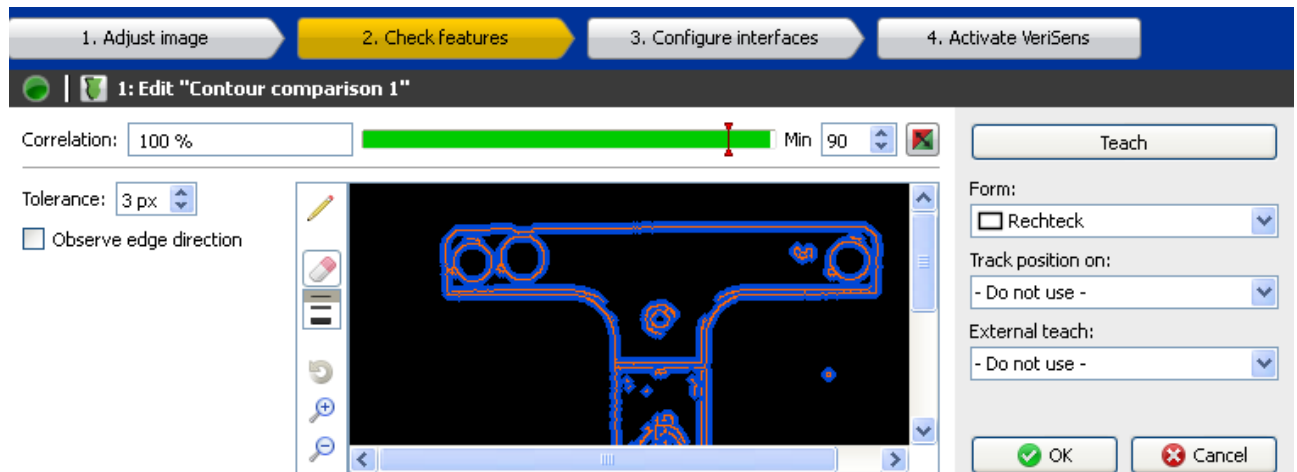 1. Adjust image
2. Check features
3. Configure interfaces
4. Activate VeriSens
1: Edit "Contour comparison 1"
Correlation: 100 % Min 90
Teach
Tolerance: 3 px
Observe edge direction
Form:
Rechteck
Track position on:
- Do not use -
External teach:
- Do not use -
OK
Cancel